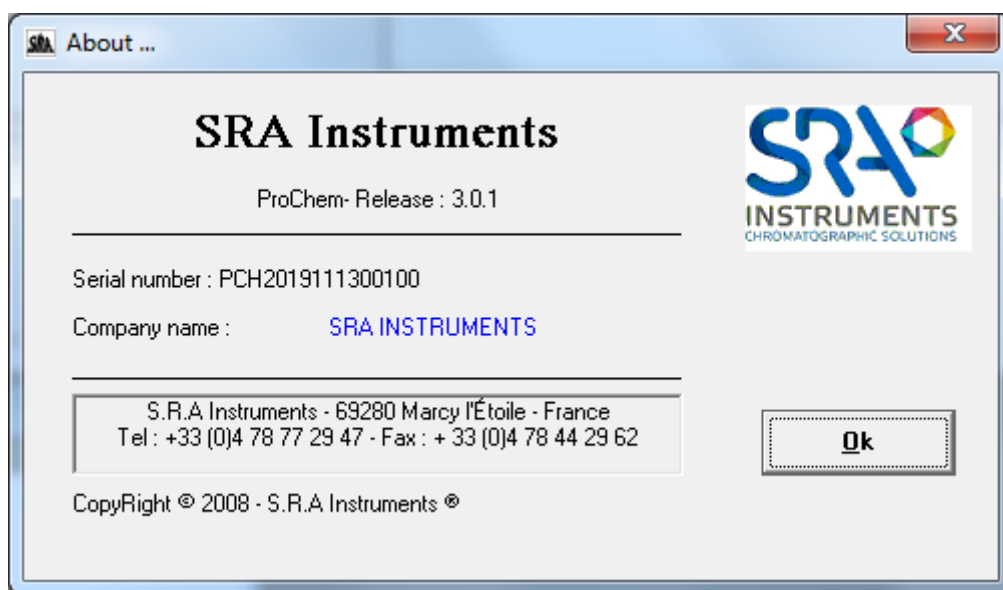 SRA About ...
SRA Instruments
ProChem- Release : 3.0.1
SRA
INSTRUMENTS
CHROMATOGRAPHIC SOLUTIONS
Serial number : PCH2019111300100
Company name : SRA INSTRUMENTS
S.R.A Instruments - 69280 Marcy l'Étoile - France
Tel : +33 (0)4 78 77 29 47 - Fax : + 33 (0)4 78 44 29 62
Ok
CopyRight © 2008 - S.R.A Instruments ®